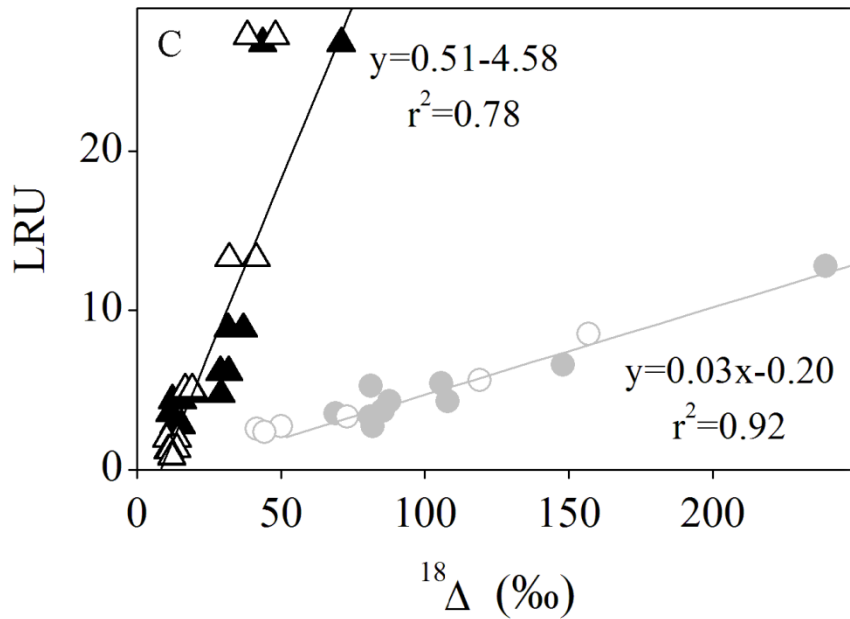 C
y=0.51-4.58
r²=0.78
20
LRU
10
y=0.03x-0.20
r²=0.92
0
0 50 100 150 200
¹⁸Δ (‰)